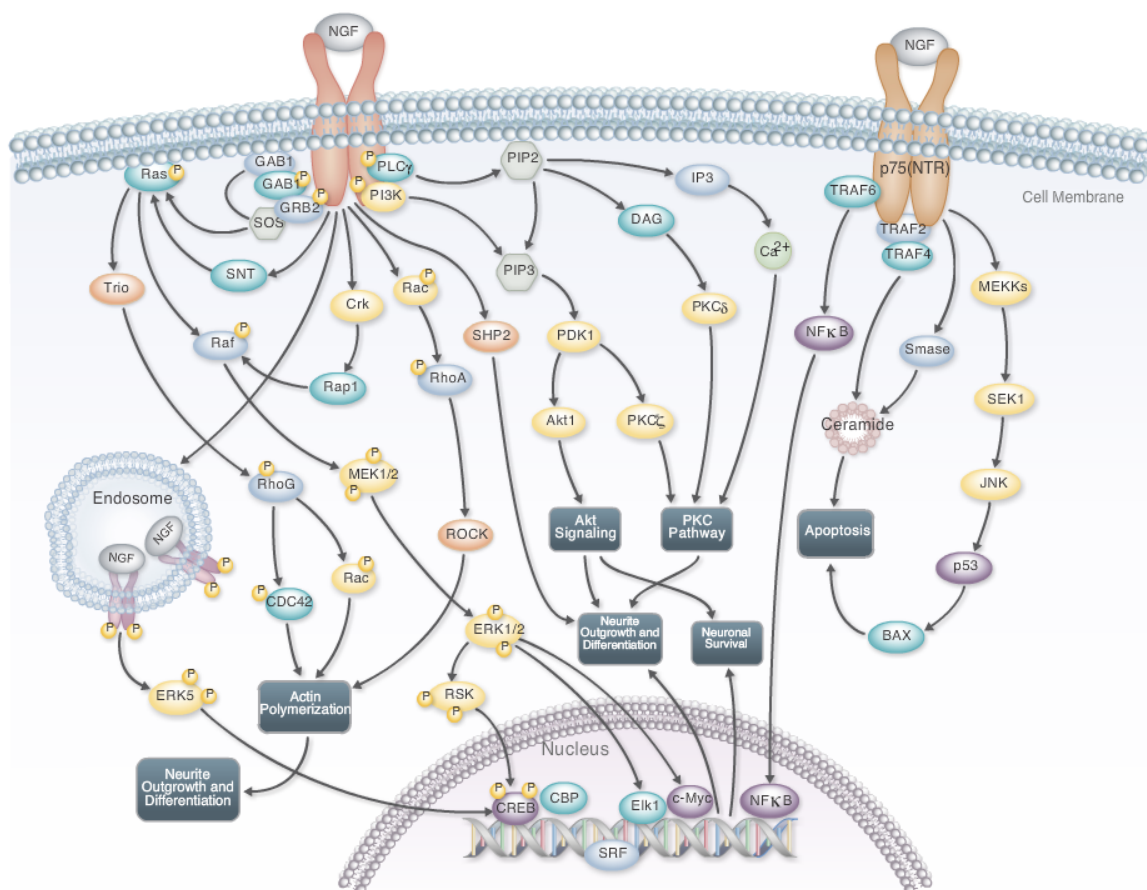 NGF
NGF
GAB1
P
PLCγ
PIP2
p75(NTR)
Ras
P
GAB1
P
IP3
TRAF6
Cell Membrane
P
PI3K
P
GRB2
SOS
DAG
TRAF2
Ca2+
TRAF4
SNT
PIP3
P
Trio
Rac
MEKKs
Crk
PKCδ
P
SHP2
PDK1
NFκB
Raf
Smase
P
RhoA
Rap1
SEK1
Akt1
PKCζ
Ceramide
P
MEK1/2
P
RhoG
Endosome
JNK
NGF
Akt
Signaling
PKC
Pathway
Apoptosis
ROCK
NGF
P
P
P
Rac
p53
P
CDC42
P
P
P
ERK1/2
P
Neurite
Outgrowth and
Differentiation
Neuronal
Survival
BAX
P
ERK5
P
Actin
Polymerization
P
RSK
P
Nucleus
Neurite
Outgrowth and
Differentiation
P
P
CREB
CBP
Elk1
c-Myc
NFκB
SRF